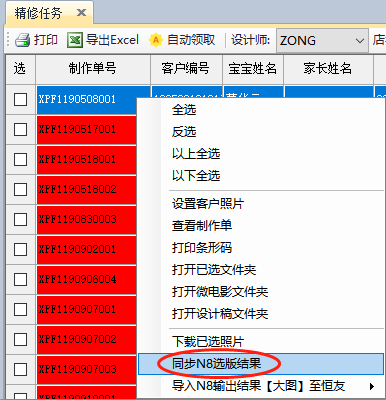 精修任务
打印 导出Excel 自动领取 设计师: ZONG 店
选 制作单号 客户编号 宝宝姓名 家长姓名
XPF1190508001
XPF1190517001
XPF1190518001
XPF1190518002
XPF1190830003
XPF1190902001
XPF1190906004
XPF1190907001
XPF1190907002
XPF1190907003
全选
反选
以上全选
以下全选
设置客户照片
查看制作单
打印条形码
打开已选文件夹
打开微电影文件夹
打开设计稿文件夹
下载已选照片
同步N8选版结果
导入N8输出结果【大图】至恒友